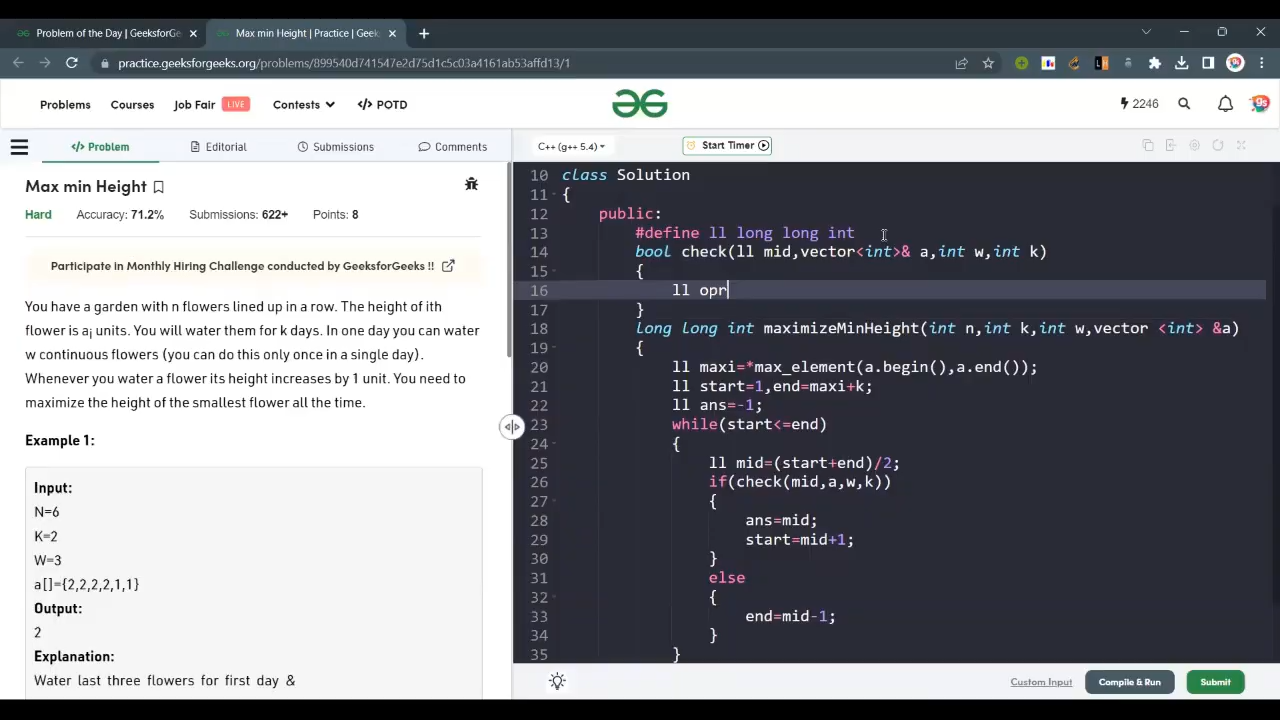 Problem of the Day | GeeksforGe
Max min Height | Practice | Geek
practice.geeksforgeeks.org/problems/899540d741547e2d75d1c5c03a4161ab53affd13/1
Problems
Courses
Job Fair LIVE
Contests
</> POTD
2246
</> Problem
Editorial
Submissions
Comments
C++ (g++ 5.4)
Start Timer
Max min Height
Hard Accuracy: 71.2% Submissions: 622+ Points: 8
Participate in Monthly Hiring Challenge conducted by GeeksforGeeks !!
You have a garden with n flowers lined up in a row. The height of ith
flower is ai units. You will water them for k days. In one day you can water
w continuous flowers (you can do this only once in a single day).
Whenever you water a flower its height increases by 1 unit. You need to
maximize the height of the smallest flower all the time.
Example 1:
Input:
N=6
K=2
W=3
a[]={2,2,2,2,1,1}
Output:
2
Explanation:
Water last three flowers for first day &
10 class Solution
11 {
12 public:
13 #define ll long long int
14 bool check(ll mid,vector<int>& a,int w,int k)
15 {
16 ll opr
17 }
18 long long int maximizeMinHeight(int n,int k,int w,vector <int> &a)
19 {
20 ll maxi=*max_element(a.begin(),a.end());
21 ll start=1,end=maxi+k;
22 ll ans=-1;
23 while(start<=end)
24 {
25 ll mid=(start+end)/2;
26 if(check(mid,a,w,k))
27 {
28 ans=mid;
29 start=mid+1;
30 }
31 else
32 {
33 end=mid-1;
34 }
35 }
Custom Input
Compile & Run
Submit